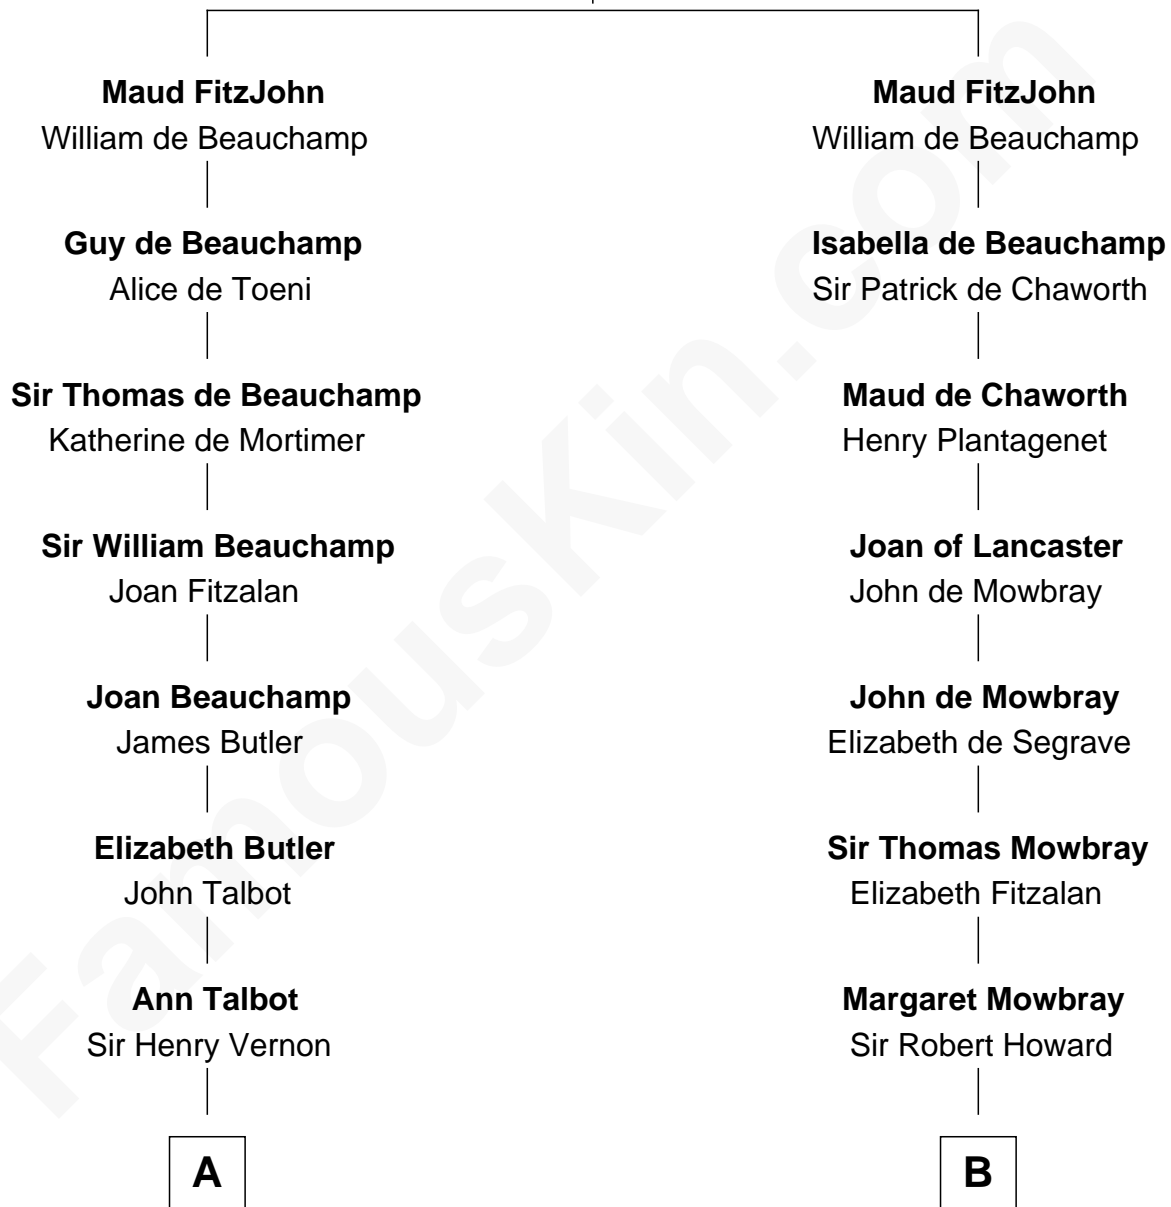 Maud FitzJohn
William de Beauchamp
Guy de Beauchamp
Alice de Toeni
Sir Thomas de Beauchamp
Katherine de Mortimer
Sir William Beauchamp
Joan Fitzalan
Joan Beauchamp
James Butler
Elizabeth Butler
John Talbot
Ann Talbot
Sir Henry Vernon
A
Maud FitzJohn
William de Beauchamp
Isabella de Beauchamp
Sir Patrick de Chaworth
Maud de Chaworth
Henry Plantagenet
Joan of Lancaster
John de Mowbray
John de Mowbray
Elizabeth de Segrave
Sir Thomas Mowbray
Elizabeth Fitzalan
Margaret Mowbray
Sir Robert Howard
B
FamousKin.com